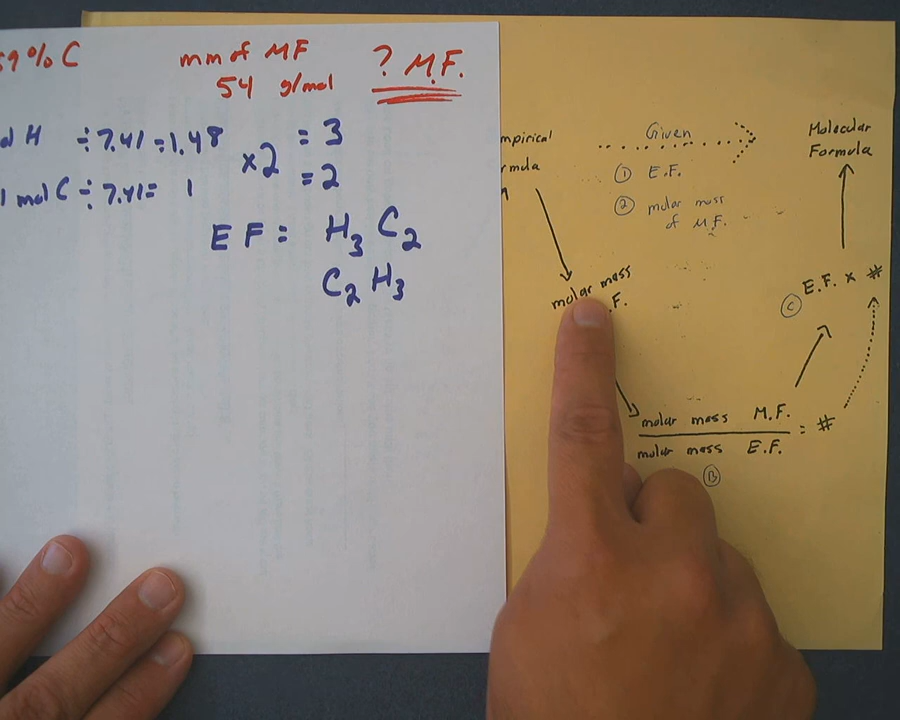 59% C
mm of MF
54 g/mol
? M.F.
H ÷ 7.41 = 1.48
mol C ÷ 7.41 = 1
x2
= 3
= 2
EF = H3 C2
C2 H3
Given
① E.F.
② molar mass
of M.F.
Molecular
Formula
molar mass
F.
Ⓒ E.F. x #
molar mass M.F.
molar mass E.F.
= #
Ⓑ